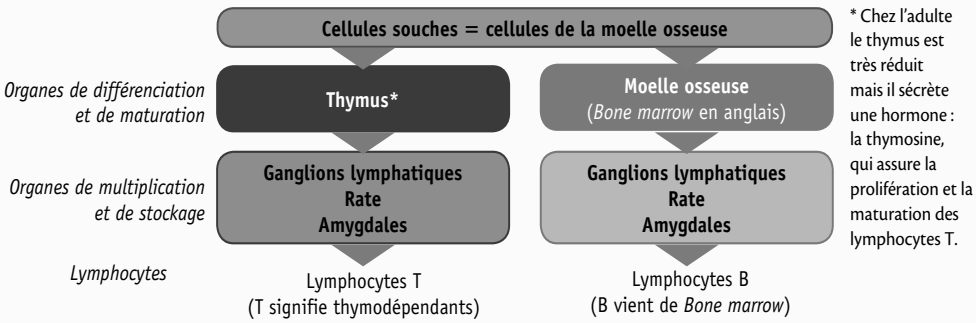 Cellules souches = cellules de la moelle osseuse
Organes de différenciation
et de maturation
Thymus*
Moelle osseuse
(Bone marrow en anglais)
Organes de multiplication
et de stockage
Ganglions lymphatiques
Rate
Amygdales
Ganglions lymphatiques
Rate
Amygdales
Lymphocytes
Lymphocytes T
(T signifie thymodépendants)
Lymphocytes B
(B vient de Bone marrow)
* Chez l'adulte
le thymus est
très réduit
mais il sécrète
une hormone :
la thymosine,
qui assure la
prolifération et la
maturation des
lymphocytes T.